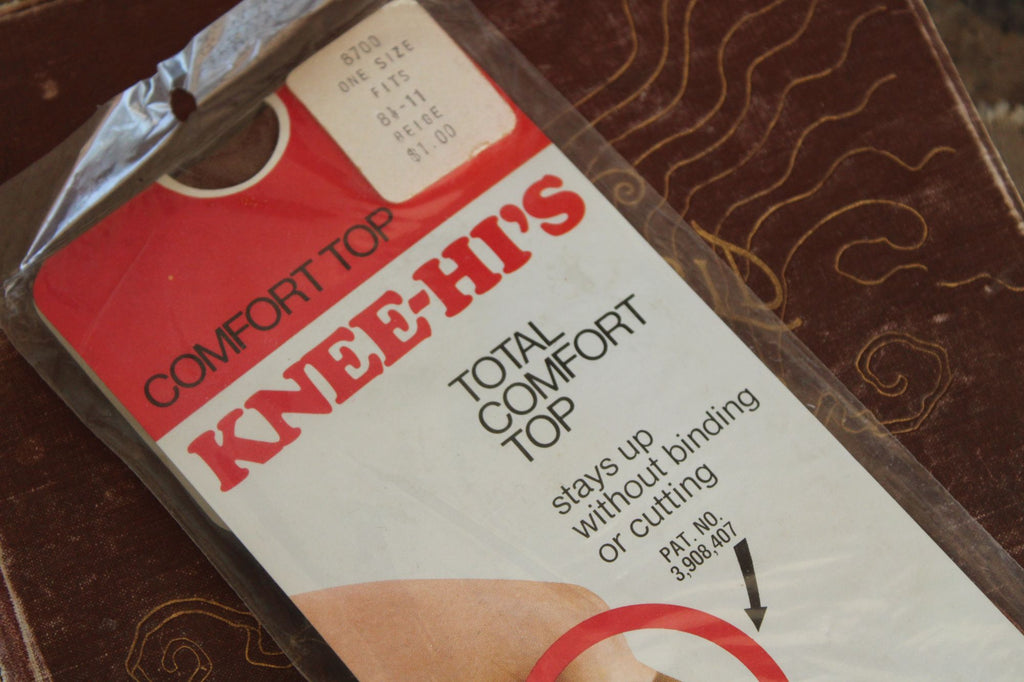 8700
ONE SIZE
FITS
8½-11
BEIGE
$1.00
COMFORT TOP
KNEE-HI'S
TOTAL
COMFORT
TOP
stays up
without binding
or cutting
PAT. NO.
3,908,407